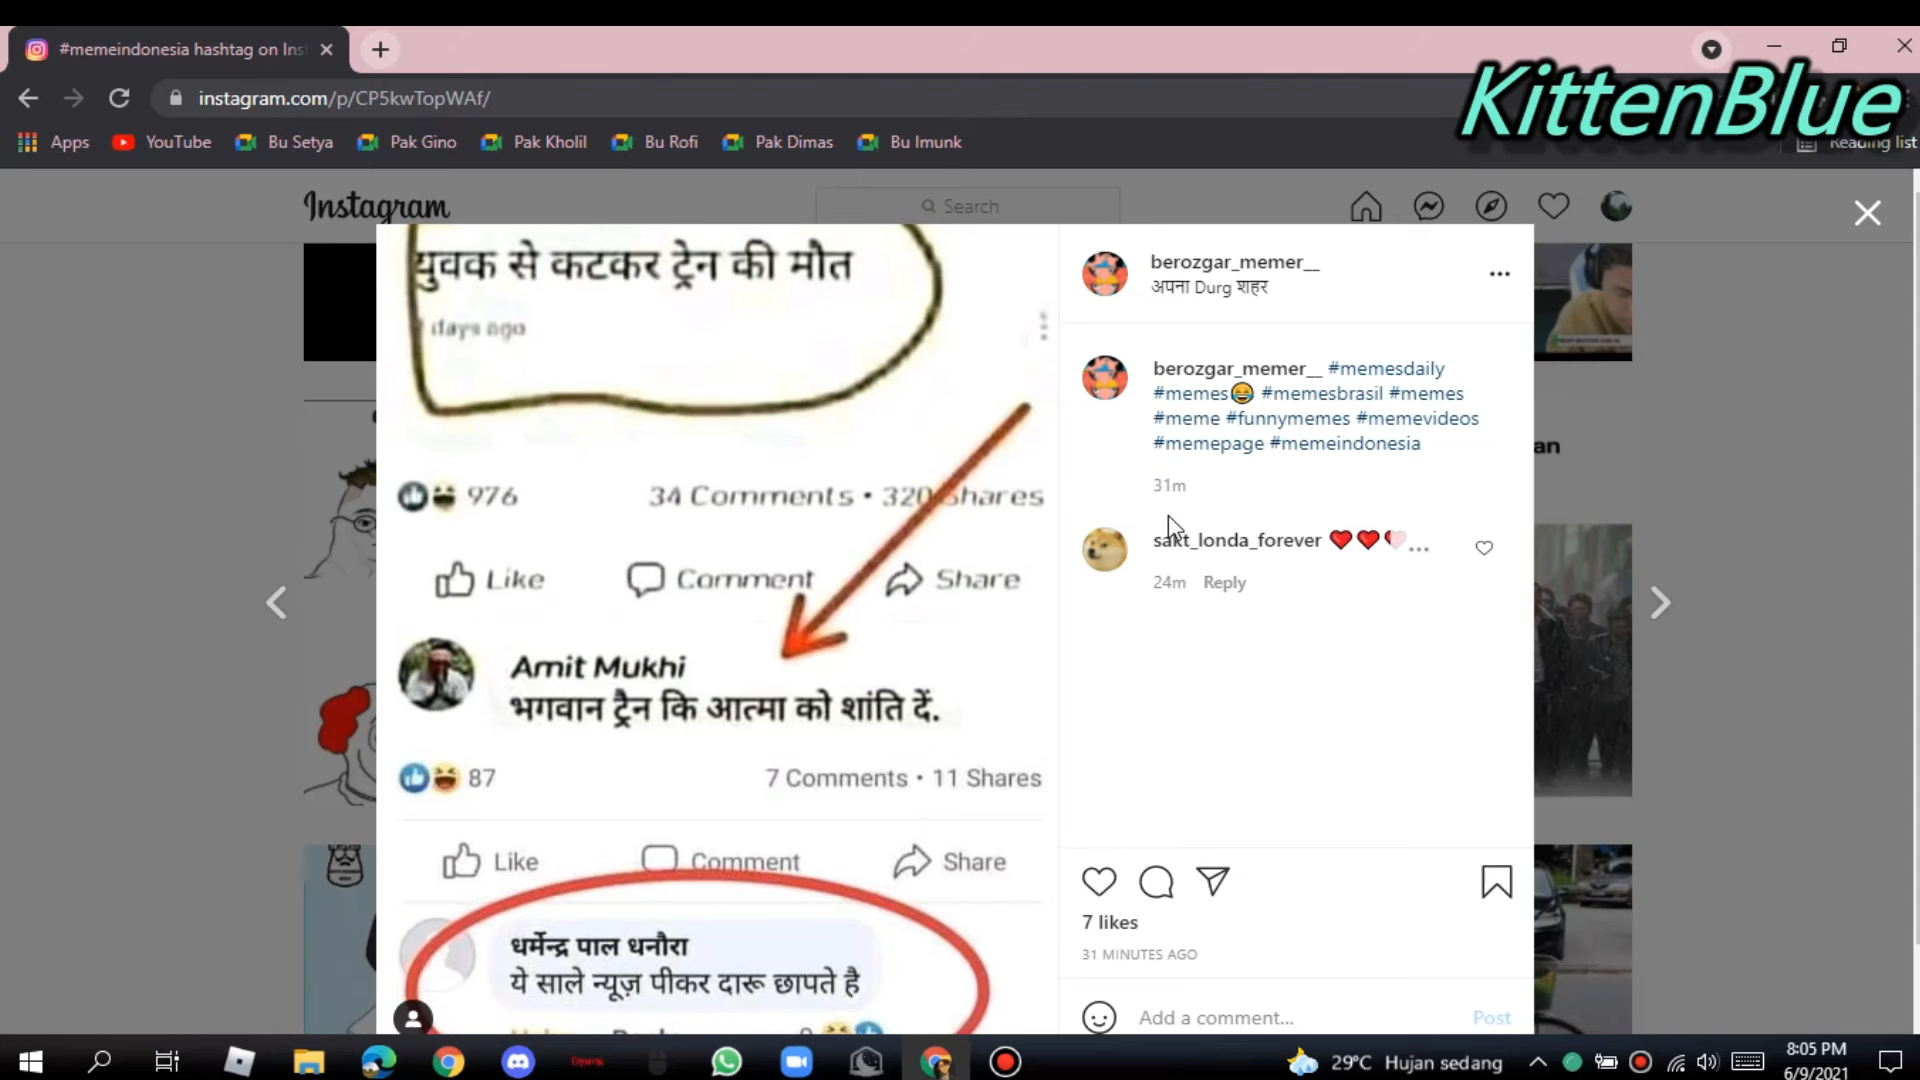 #memeindonesia hashtag on Ins
KittenBlue
instagram.com/p/CP5kwTopWAf/
Apps YouTube Bu Setya Pak Gino Pak Kholil Bu Rofi Pak Dimas Bu Imunk Reading list
Instagram
Search
युवक से कटकर ट्रेन की मौत
days ago
976 34 Comments • 320 Shares
Like Comment Share
Amit Mukhi
भगवान ट्रैन कि आत्मा को शांति दें.
87 7 Comments • 11 Shares
Like Comment Share
धर्मेन्द्र पाल धनौरा
ये साले न्यूज़ पीकर दारू छापते है
berozgar_memer__
अपना Durg शहर
berozgar_memer__ #memesdaily
#memes😂 #memesbrasil #memes
#meme #funnymemes #memevideos
#memepage #memeindonesia
31m
sakt_londa_forever
24m Reply
an
7 likes
31 MINUTES AGO
Add a comment... Post
29°C Hujan sedang
8:05 PM
6/9/2021